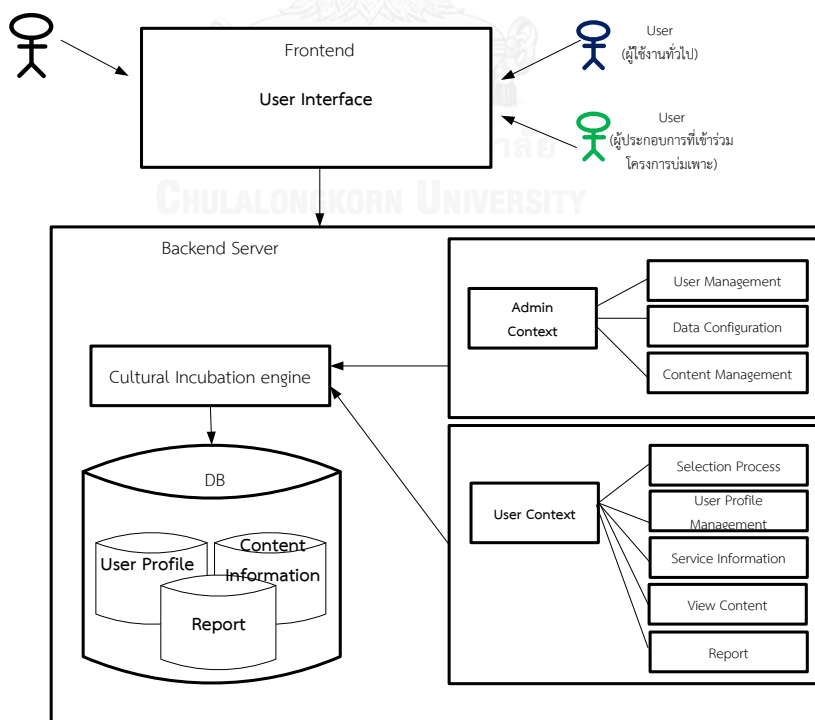 Frontend
User Interface
User
(ผู้ใช้งานทั่วไป)
User
(ผู้ประกอบการที่เข้าร่วม
โครงการบ่มเพาะ)
CHULALONGKORN UNIVERSITY
Backend Server
Admin
Context
User Management
Data Configuration
Content Management
Cultural Incubation engine
DB
User Profile
Content
Information
Report
User Context
Selection Process
User Profile
Management
Service Information
View Content
Report